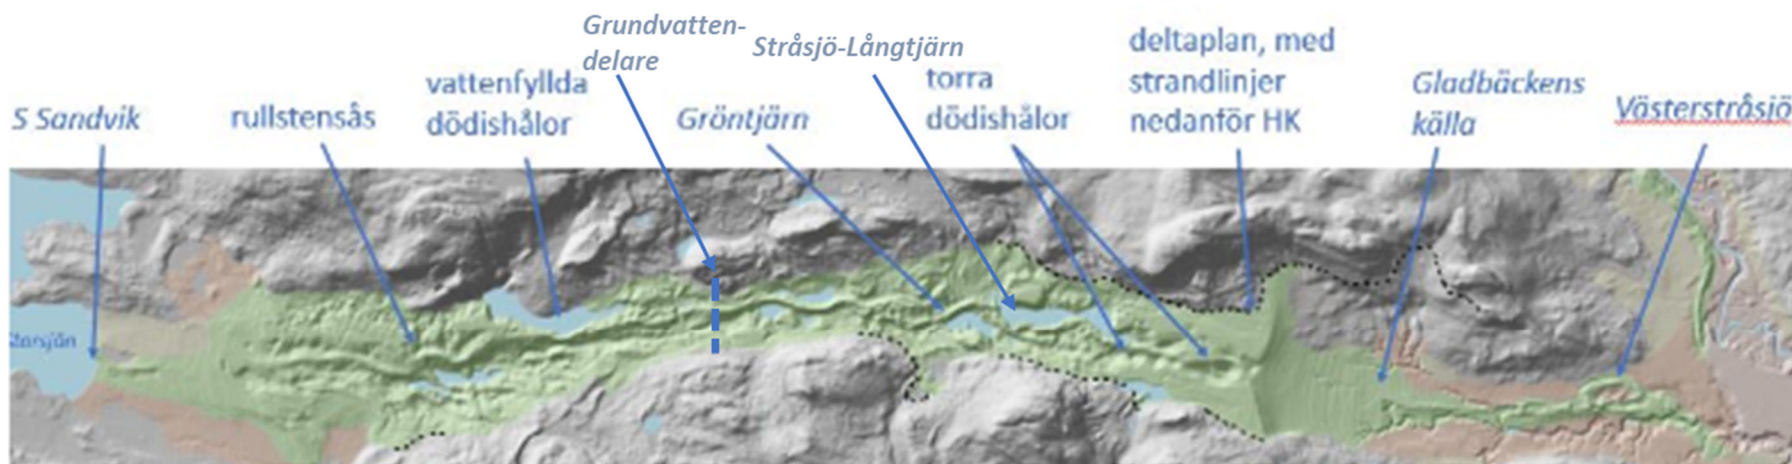 Grundvatten-
delare
Stråsjö-Långtjärn
deltaplan, med
strandlinjer
nedanför HK
vattenfyllda
dödishålor
torra
dödishålor
Gladbäckens
källa
S Sandvik
rullstensås
Gröntjärn
Västerstråsjö
Storsjön